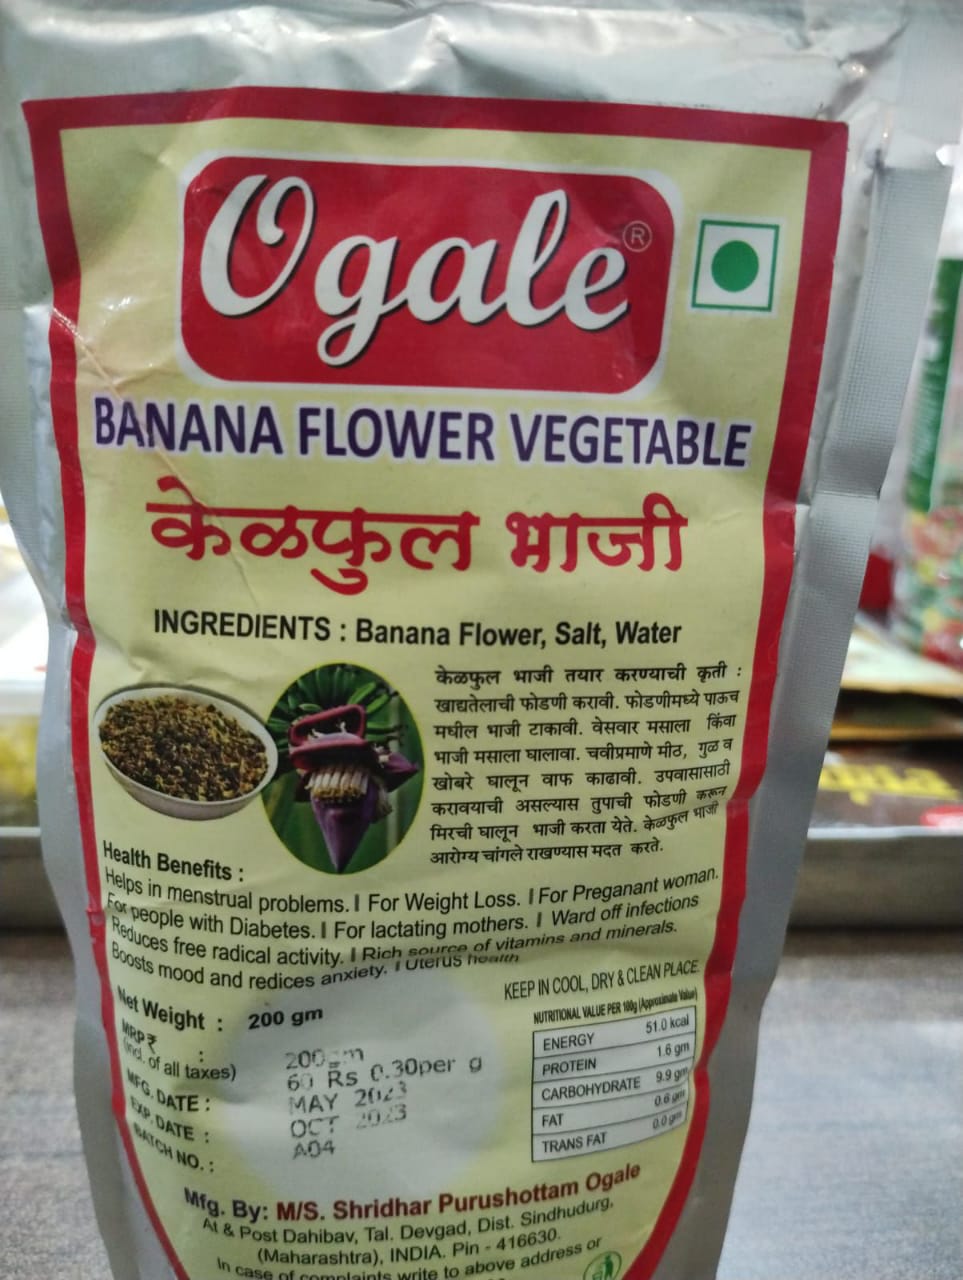 Ogale®
BANANA FLOWER VEGETABLE
केळफुल भाजी
INGREDIENTS : Banana Flower, Salt, Water
केळफुल भाजी तयार करण्याची कृती :
खाद्यतेलाची फोडणी करावी. फोडणीमध्ये पाऊच
मधील भाजी टाकावी. वेसवार मसाला किंवा
भाजी मसाला घालावा. चवीप्रमाणे मीठ, गुळ व
खोबरे घालून वाफ काढावी. उपवासासाठी
करावयाची असल्यास तुपाची फोडणी करून
मिरची घालून भाजी करता येते. केळफुल भाजी
आरोग्य चांगले राखण्यास मदत करते.
Health Benefits :
Helps in menstrual problems. I For Weight Loss. I For Preganant woman.
For people with Diabetes. I For lactating mothers. I Ward off infections
Reduces free radical activity. I Rich source of vitamins and minerals.
Boosts mood and redices anxiety. I Uterus health
KEEP IN COOL, DRY & CLEAN PLACE.
Net Weight : 200 gm
MRP ₹ : 200gm
(incl. of all taxes) 60 Rs 0.30per g
MFG. DATE : MAY 2023
EXP. DATE : OCT 2023
BATCH NO. : A04
NUTRITIONAL VALUE PER 100g (Approximate Value)
ENERGY 51.0 kcal
PROTEIN 1.6 gm
CARBOHYDRATE 9.9 gm
FAT 0.6 gm
TRANS FAT 0.0 gm
Mfg. By: M/S. Shridhar Purushottam Ogale
At & Post Dahibav, Tal. Devgad, Dist. Sindhudurg,
(Maharashtra), INDIA. Pin - 416630.
In case of complaints write to above address or